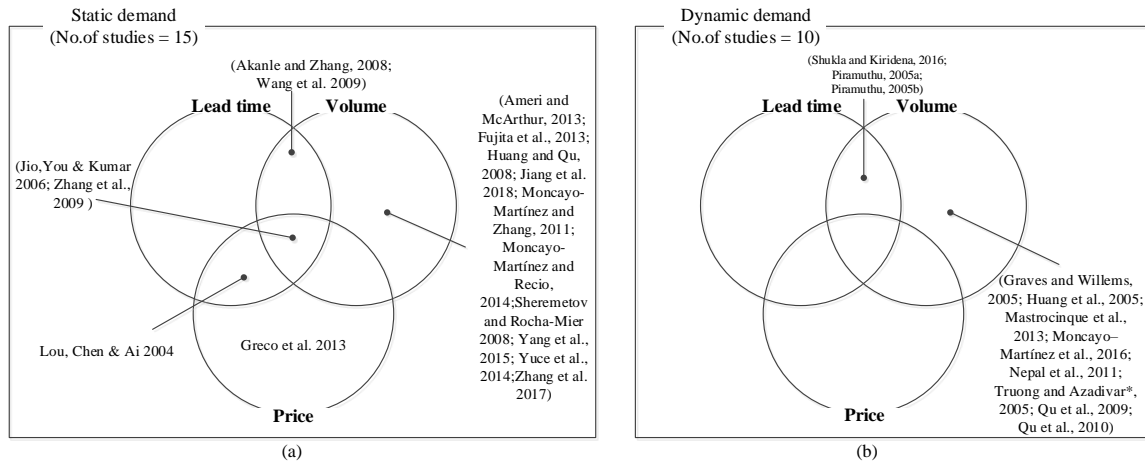 Static demand
(No.of studies = 15)
(Akanle and Zhang, 2008;
Wang et al. 2009)
Lead time
Volume
(Ameri and
McArthur, 2013;
Fujita et al., 2013;
Huang and Qu,
2008; Jiang et al.
2018; Moncayo-
Martínez and
Zhang, 2011;
Moncayo-
Martínez and
Recio,
2014;Sheremetov
and Rocha-Mier
2008; Yang et al.,
2015; Yuce et al.,
2014;Zhang et al.
2017)
(Jio,You & Kumar
2006; Zhang et al.,
2009 )
Lou, Chen & Ai 2004
Greco et al. 2013
Price
(a)
Dynamic demand
(No.of studies = 10)
(Shukla and Kiridena, 2016;
Piramuthu, 2005a;
Piramuthu, 2005b)
Lead time
Volume
(Graves and Willems,
2005; Huang et al., 2005;
Mastrocinque et al.,
2013; Moncayo–
Martínez et al., 2016;
Nepal et al., 2011;
Truong and Azadivar*,
2005; Qu et al., 2009;
Qu et al., 2010)
Price
(b)